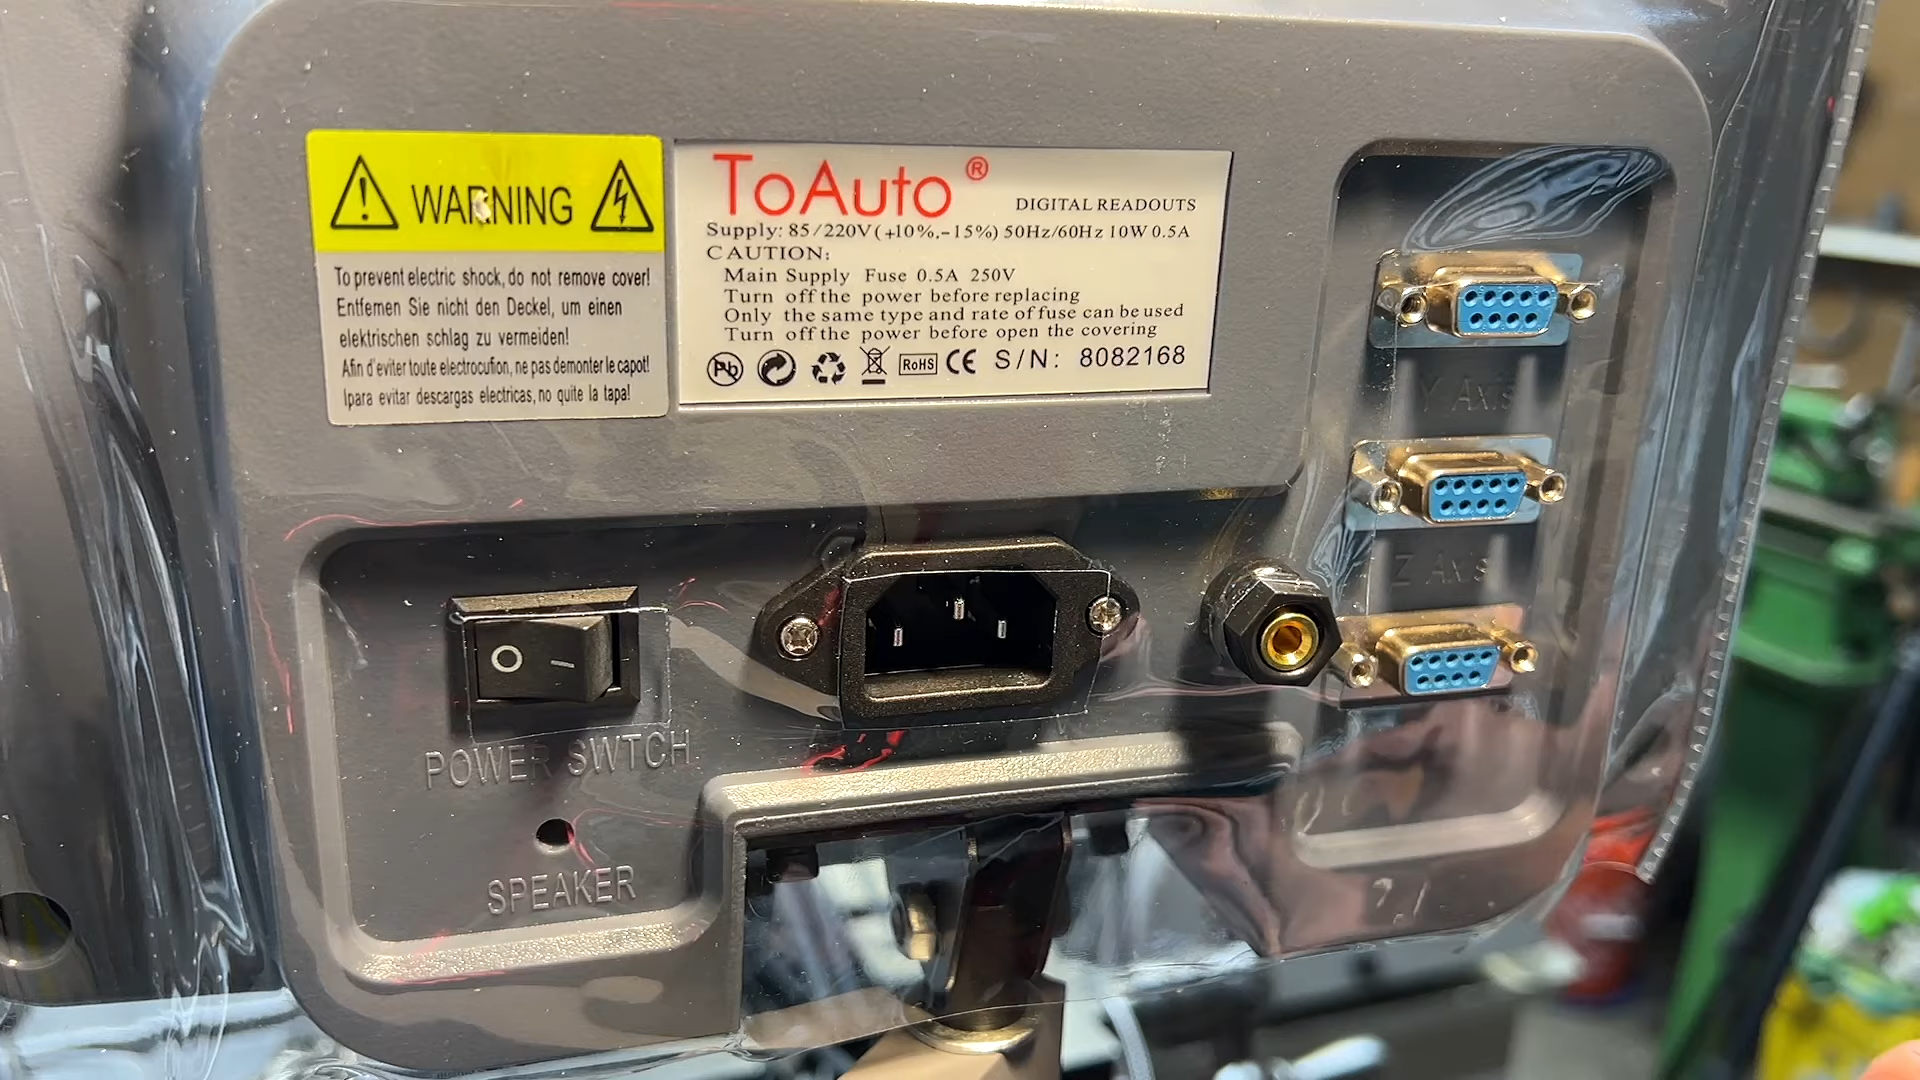 WARNING
To prevent electric shock, do not remove cover!
Entfemen Sie nicht den Deckel, um einen
elektrischen schlag zu vermeiden!
Afin d'eviter toute electrocufion, ne pas demonter le capot!
Ipara evitar descargas electricas, no quite la tapa!
ToAuto ®
DIGITAL READOUTS
Supply: 85/220V(+10%,-15%) 50Hz/60Hz 10W 0.5A
CAUTION:
Main Supply Fuse 0.5A 250V
Turn off the power before replacing
Only the same type and rate of fuse can be used
Turn off the power before open the covering
Pb RoHS CE S/N: 8082168
Y Axis
Z Axis
O –
POWER SWTCH
SPEAKER